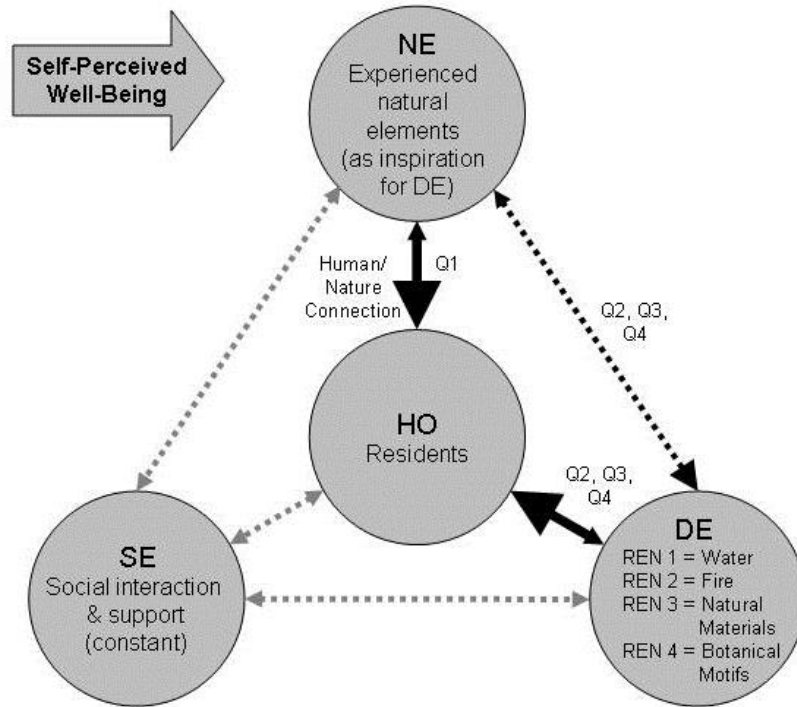 Self-Perceived
Well-Being
NE
Experienced
natural
elements
(as inspiration
for DE)
Human/
Nature
Connection
Q1
Q2, Q3,
Q4
HO
Residents
Q2, Q3,
Q4
SE
Social interaction
& support
(constant)
DE
REN 1 = Water
REN 2 = Fire
REN 3 = Natural
Materials
REN 4 = Botanical
Motifs